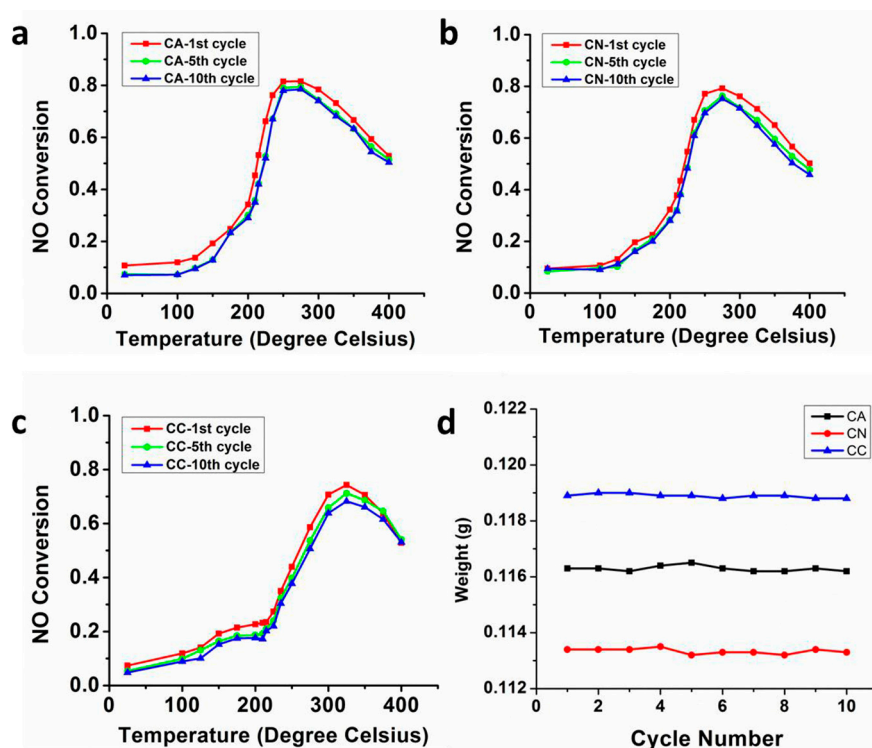 a
CA-1st cycle
CA-5th cycle
CA-10th cycle
NO Conversion
1.0
0.8
0.6
0.4
0.2
0.0
0 100 200 300 400
Temperature (Degree Celsius)
b
CN-1st cycle
CN-5th cycle
CN-10th cycle
NO Conversion
1.0
0.8
0.6
0.4
0.2
0.0
0 100 200 300 400
Temperature (Degree Celsius)
c
CC-1st cycle
CC-5th cycle
CC-10th cycle
NO Conversion
1.0
0.8
0.6
0.4
0.2
0.0
0 100 200 300 400
Temperature (Degree Celsius)
d
CA
CN
CC
Weight (g)
0.122
0.120
0.118
0.116
0.114
0.112
0 2 4 6 8 10
Cycle Number